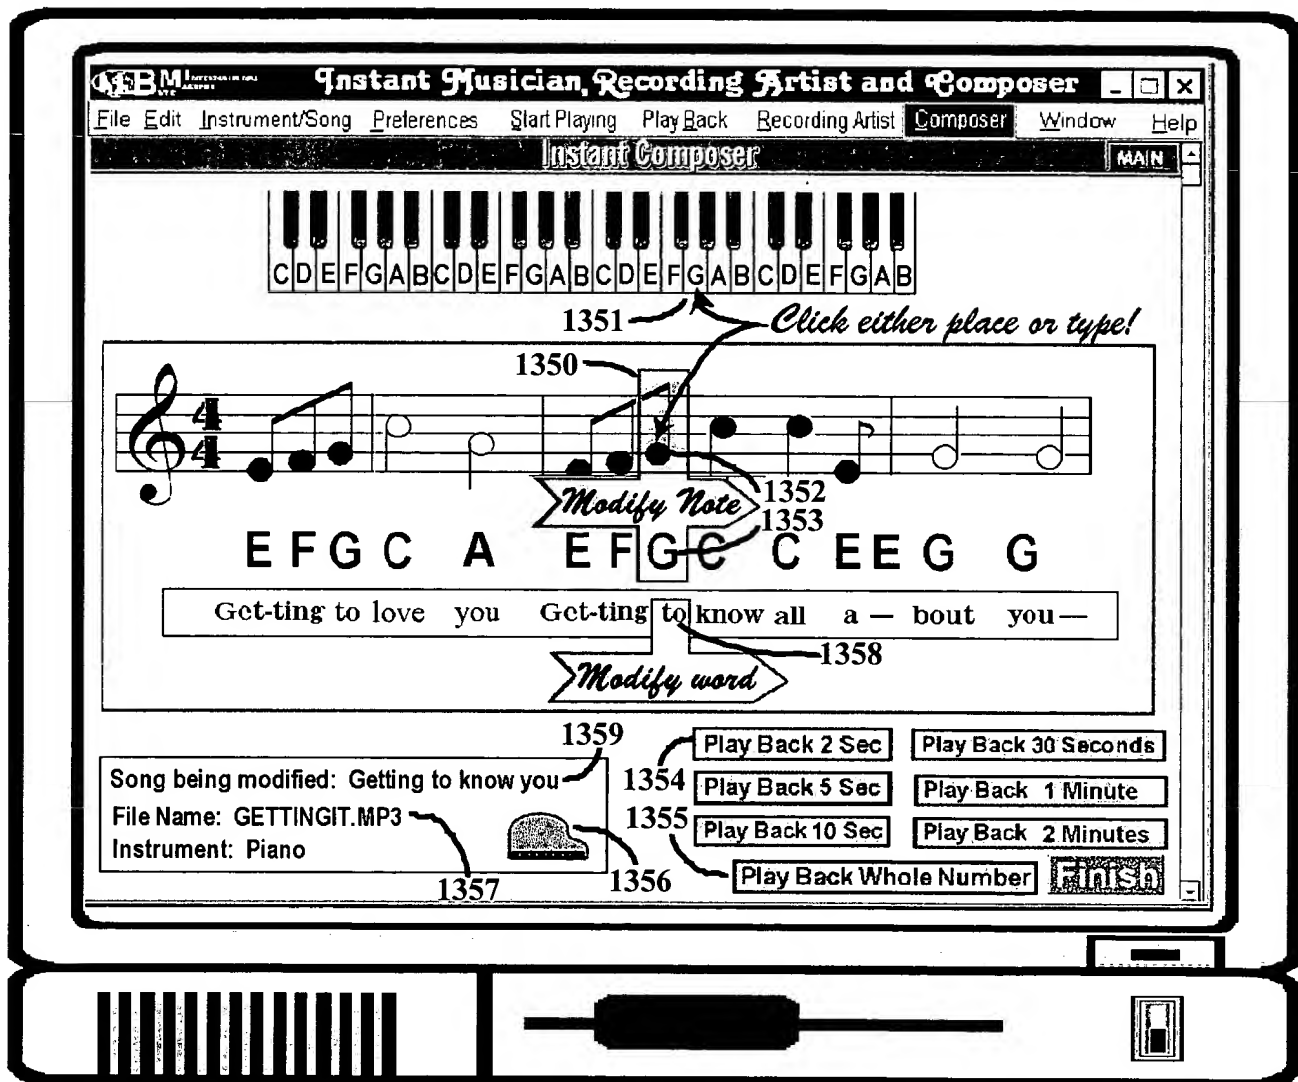 MBM Instant Musician, Recording Artist and Composer
File Edit Instrument/Song Preferences Start Playing Play Back Recording Artist Composer Window Help
Instant Composer MAIN
C D E F G A B C D E F G A B C D E F G A B C D E F G A B
1351 Click either place or type!
1350
4
4
1352
Modify Note
1353
E F G C A E F G C C E E G G
Get-ting to love you Get-ting to know all a — bout you —
1358
Modify word
1359
Play Back 2 Sec Play Back 30 Seconds
Song being modified: Getting to know you
1354
Play Back 5 Sec Play Back 1 Minute
File Name: GETTINGIT.MP3
1355
Play Back 10 Sec Play Back 2 Minutes
Instrument: Piano
1357 1356
Play Back Whole Number Finish